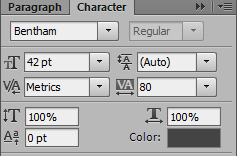 Paragraph Character
Bentham Regular
42 pt (Auto)
Metrics 80
100% 100%
0 pt Color: